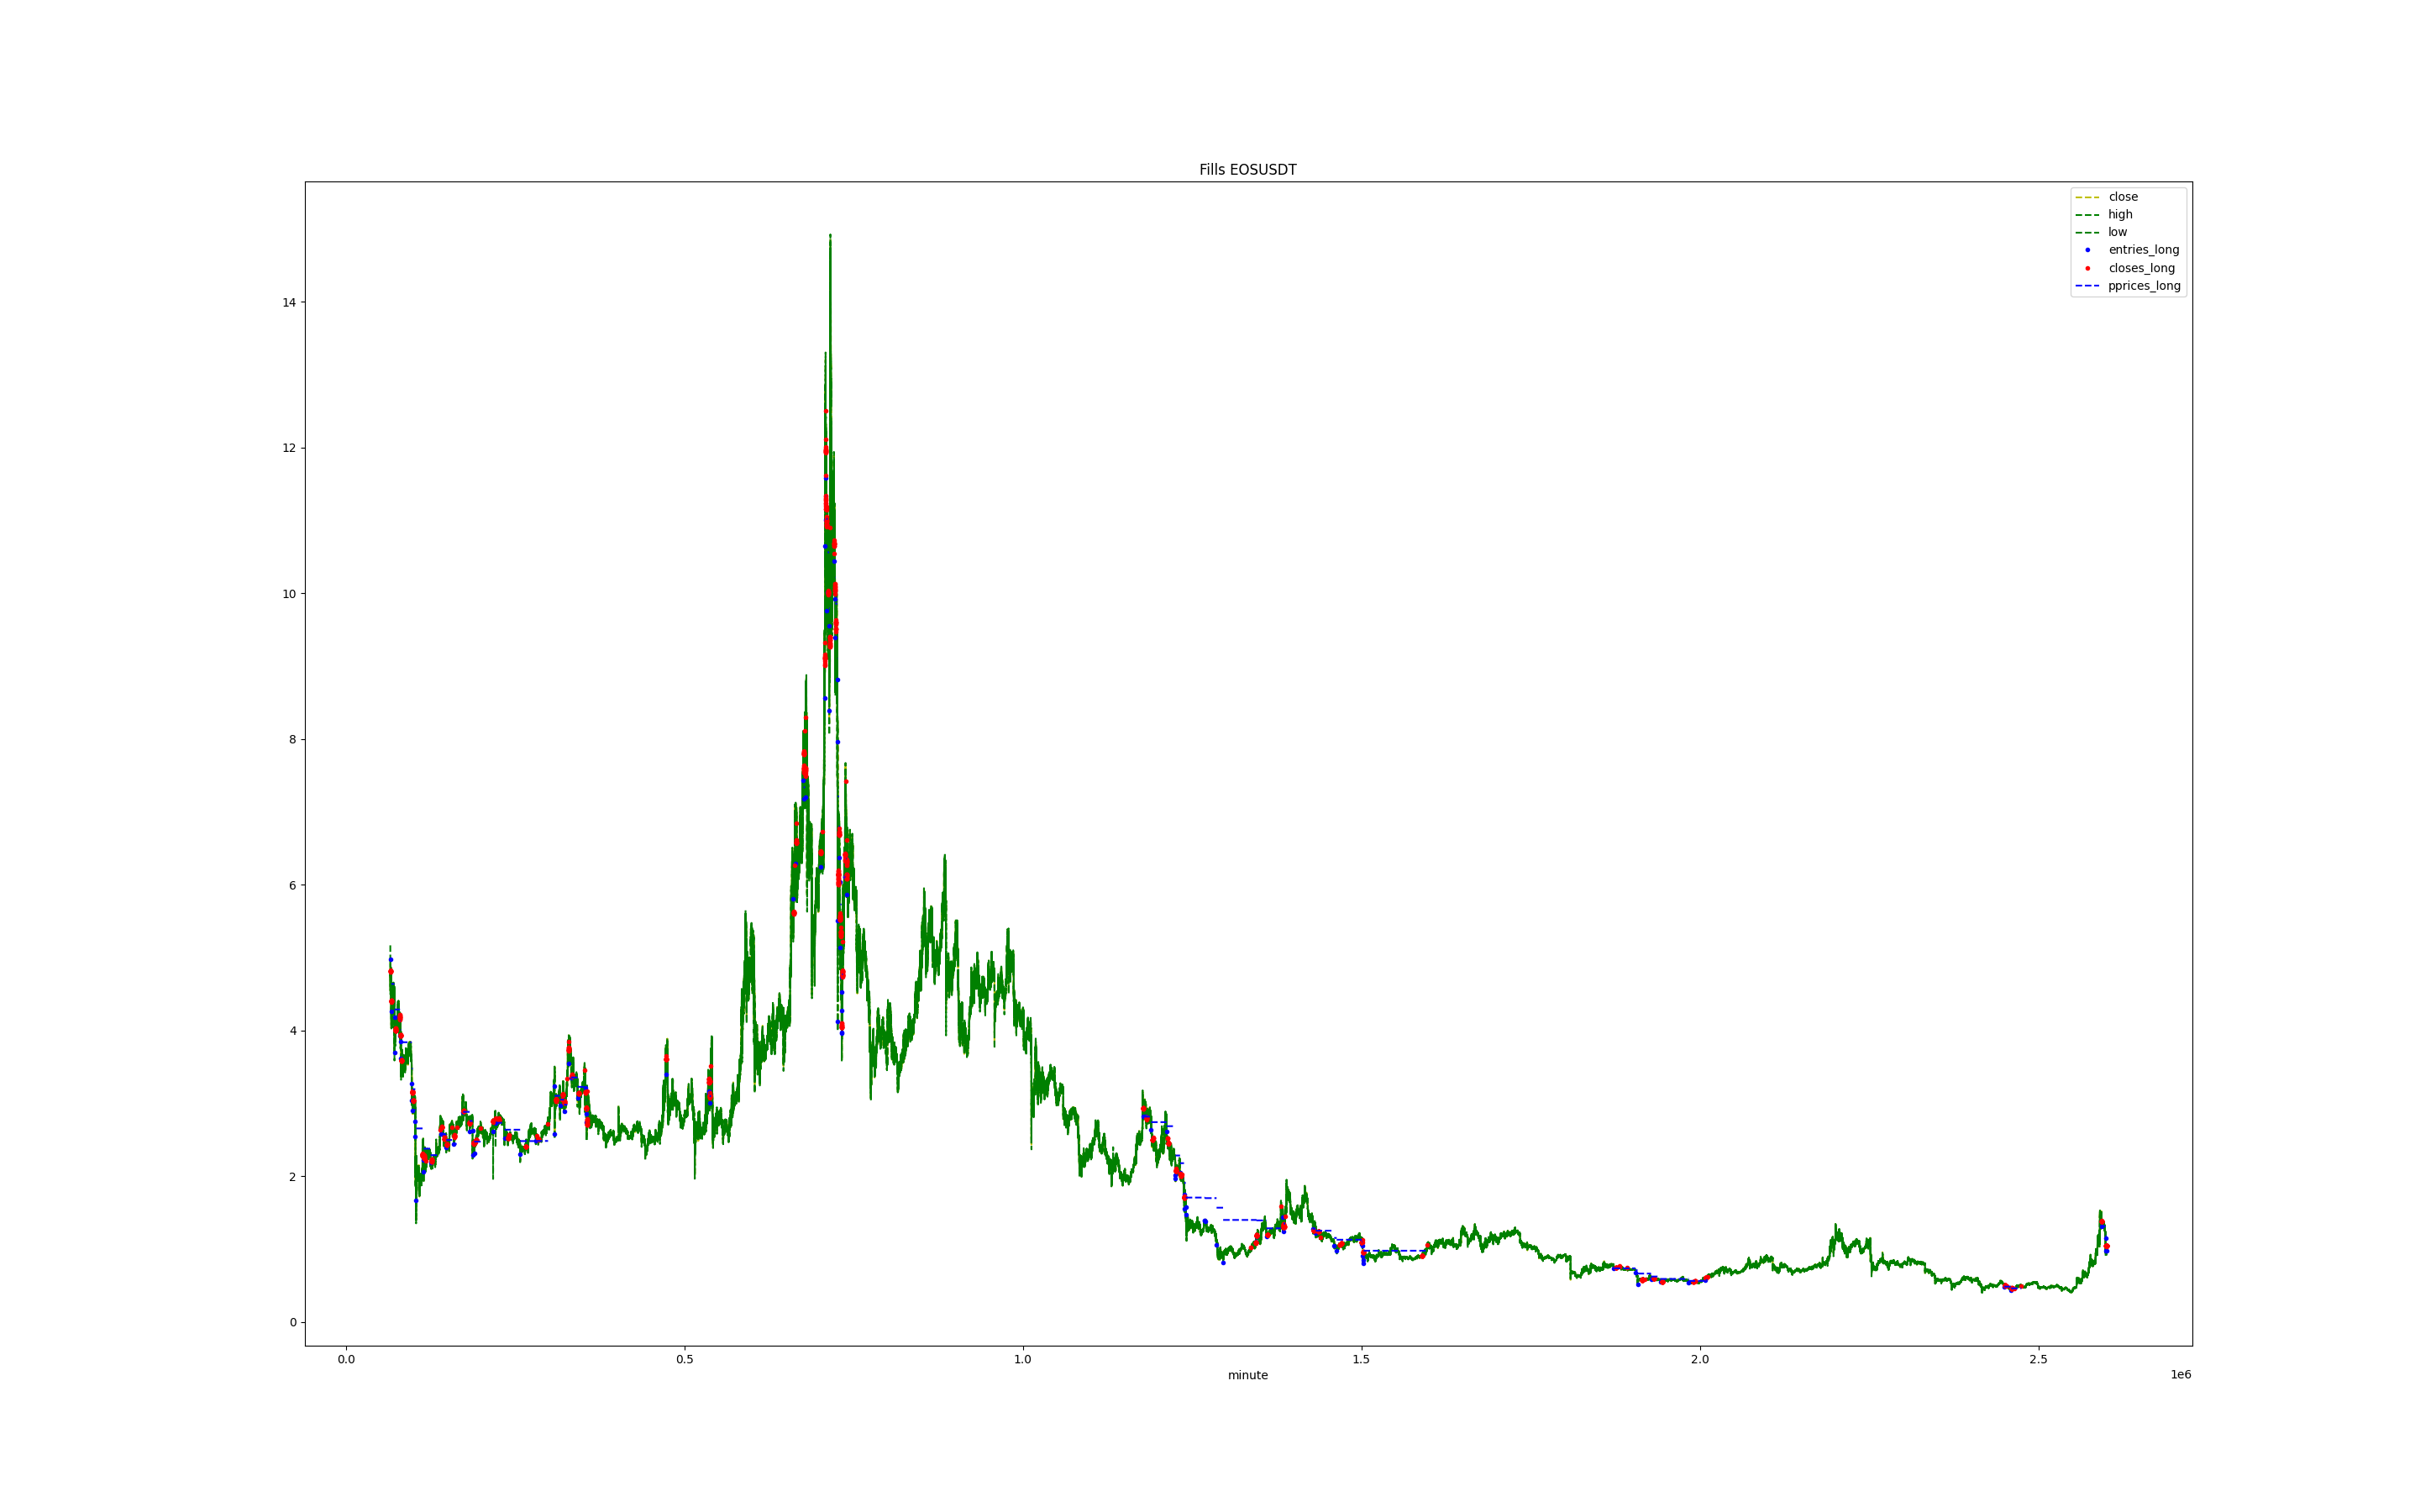 Fills EOSUSDT
close
high
low
entries_long
closes_long
pprices_long
14
12
10
8
6
4
2
0
0.0 0.5 1.0 1.5 2.0 2.5
minute
1e6